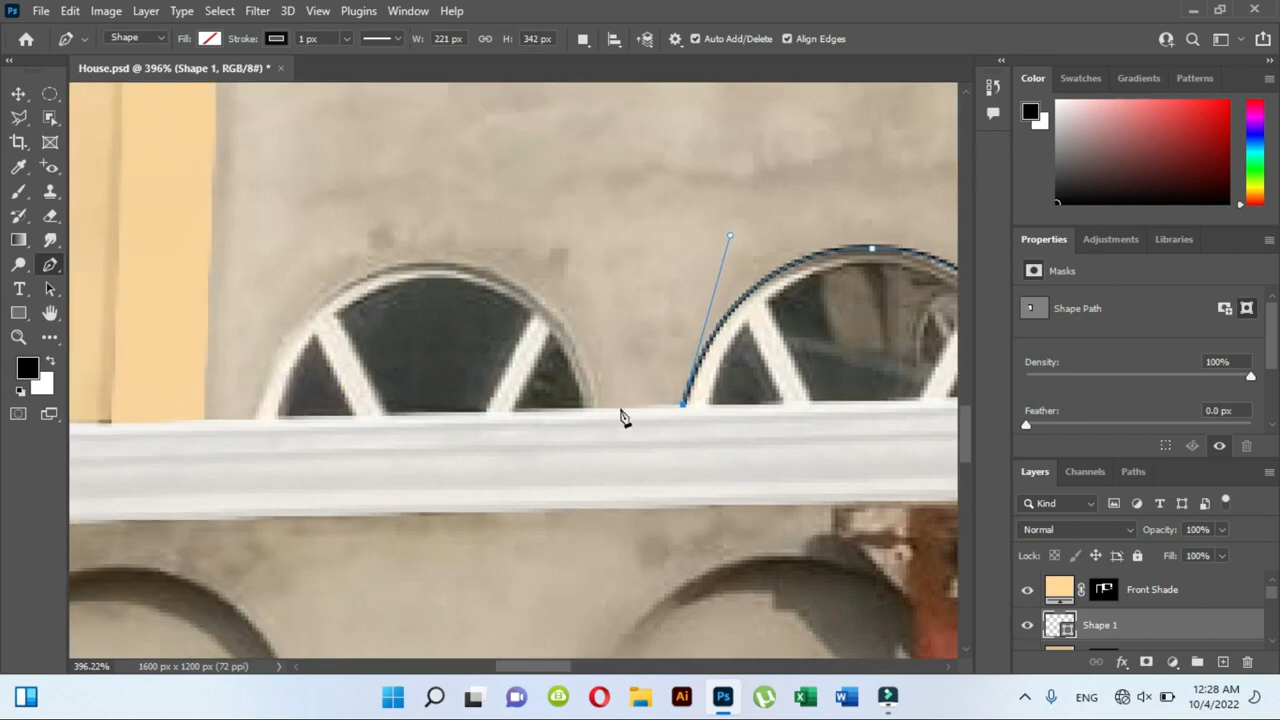 Ps File Edit Image Layer Type Select Filter 3D View Plugins Window Help
Shape Fill: Stroke: 1 px W: 221 px H: 342 px Auto Add/Delete Align Edges
House.psd @ 396% (Shape 1, RGB/8#) * ×
Color Swatches Gradients Patterns
Properties Adjustments Libraries
Masks
Shape Path
Density: 100%
Feather: 0.0 px
Layers Channels Paths
Kind
Normal Opacity: 100%
Lock: Fill: 100%
Front Shade
Shape 1
396.22% 1600 px x 1200 px (72 ppi)
Ai Ps ENG 12:28 AM
10/4/2022